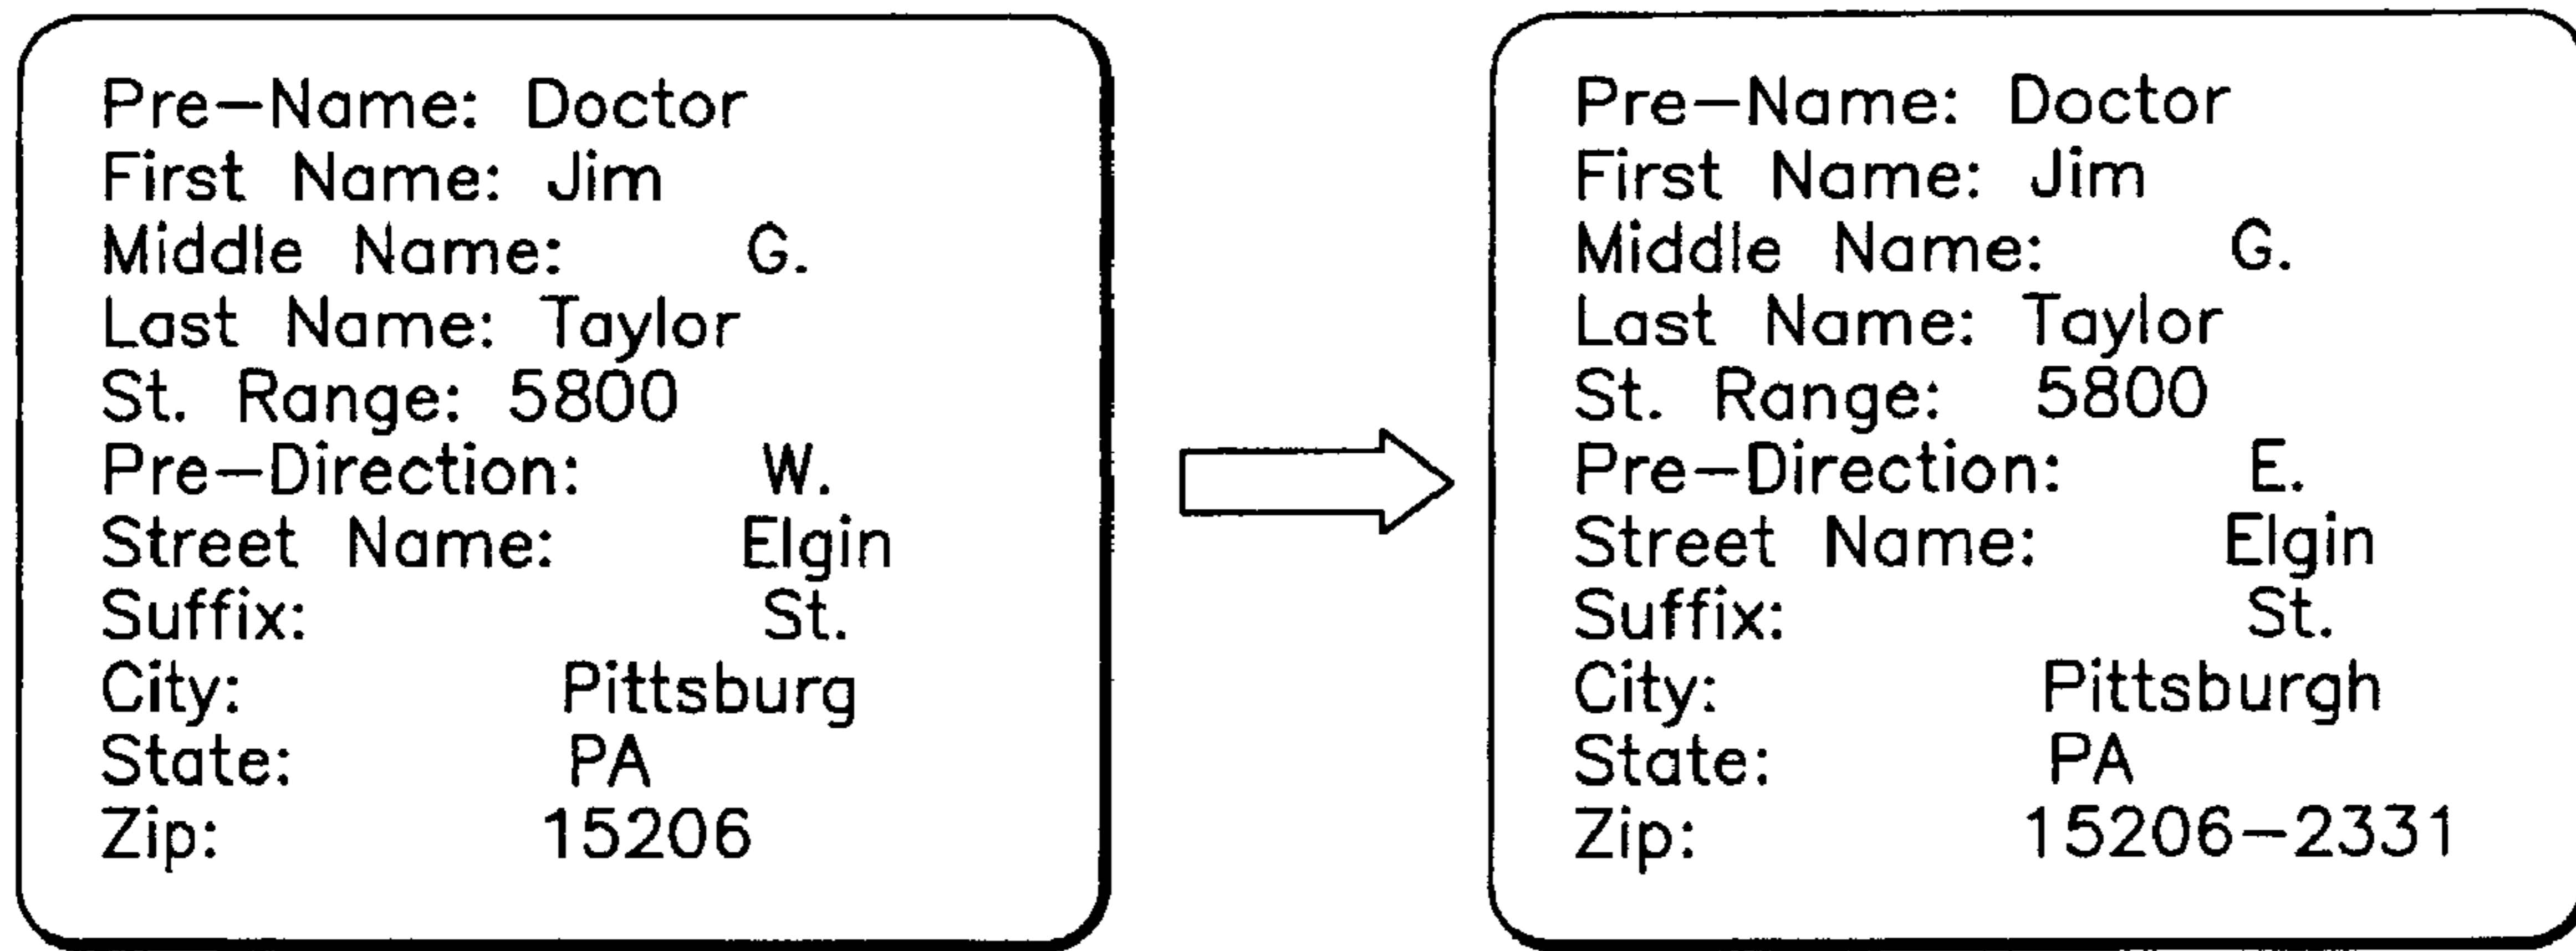 Pre-Name: Doctor
First Name: Jim
Middle Name: G.
Last Name: Taylor
St. Range: 5800
Pre-Direction: W.
Street Name: Elgin
Suffix: St.
City: Pittsburg
State: PA
Zip: 15206
Pre-Name: Doctor
First Name: Jim
Middle Name: G.
Last Name: Taylor
St. Range: 5800
Pre-Direction: E.
Street Name: Elgin
Suffix: St.
City: Pittsburgh
State: PA
Zip: 15206-2331